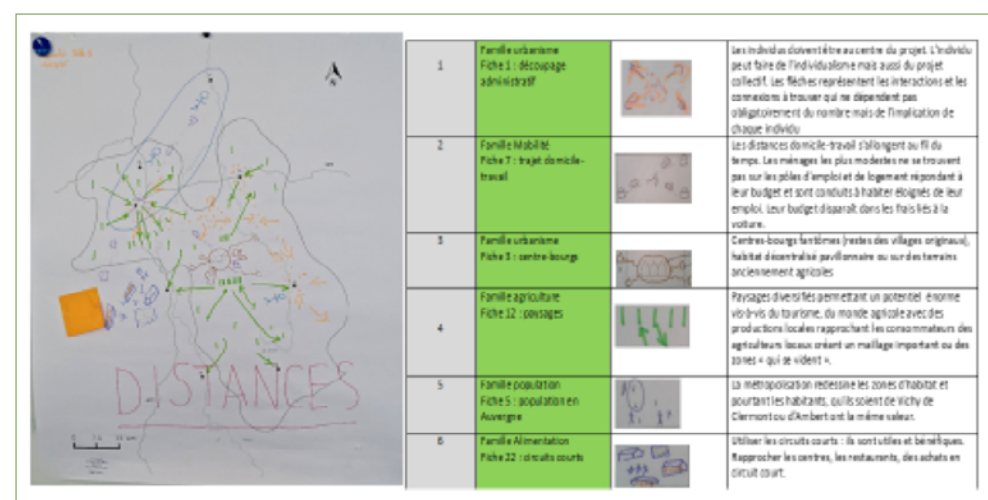 DISTANCES
N
1
Famille urbanisme
Fiche 1 : découpage
administratif
Les individus doivent être au centre du projet. L'individu
peut faire de l'individualisme mais aussi du projet
collectif. Les flèches représentent les interactions et les
connexions à trouver qui ne dépendent pas
obligatoirement du nombre mais de l'implication de
chaque individu
2
Famille Mobilité
Fiche 7 : trajet domicile-
travail
Les distances domicile-travail s'allongent au fil du
temps. Les ménages les plus modestes ne se trouvent
pas sur les pôles d'emploi et de logement répondant à
leur budget et sont conduits à habiter éloignés de leur
emploi. Leur budget disparaît dans les frais liés à la
voiture.
3
Famille urbanisme
Fiche 3 : centre-bourgs
Centres-bourgs fantômes (restes des villages originaux),
habitat décentralisé pavillonnaire ou sur des terrains
anciennement agricoles
4
Famille agriculture
Fiche 12 : paysages
Paysages diversifiés permettant un potentiel énorme
vis-à-vis du tourisme, du monde agricole avec des
productions locales rapprochant les consommateurs des
agriculteurs locaux créant un maillage important ou des
zones « qui se vident ».
5
Famille population
Fiche 5 : population en
Auvergne
La métropolisation redessine les zones d'habitat et
pourtant les habitants, qu'ils soient de Vichy de
Clermont ou d'Ambert ont la même valeur.
6
Famille Alimentation
Fiche 22 : circuits courts
Utiliser les circuits courts : ils sont utiles et bénéfiques.
Rapprocher les centres, les restaurants, des achats en
circuit court.